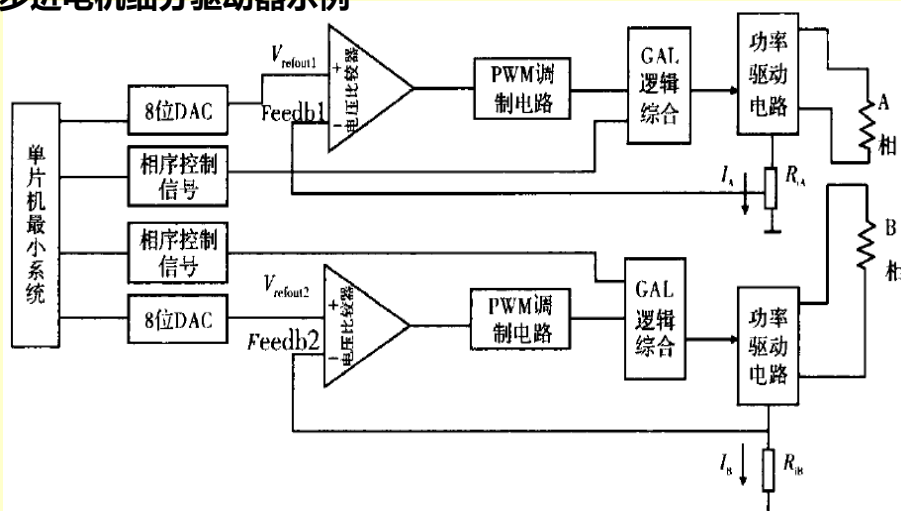 步进电机细分驱动器示例
单片机最小系统
8位DAC
相序控制
信号
相序控制
信号
8位DAC
Vrefout1
Feedb1
+
电压比较器
−
PWM调
制电路
GAL
逻辑
综合
功率
驱动
电路
A
相
IA
RiA
Vrefout2
Feedb2
+
电压比较器
−
PWM调
制电路
GAL
逻辑
综合
功率
驱动
电路
B
相
IB
RiB